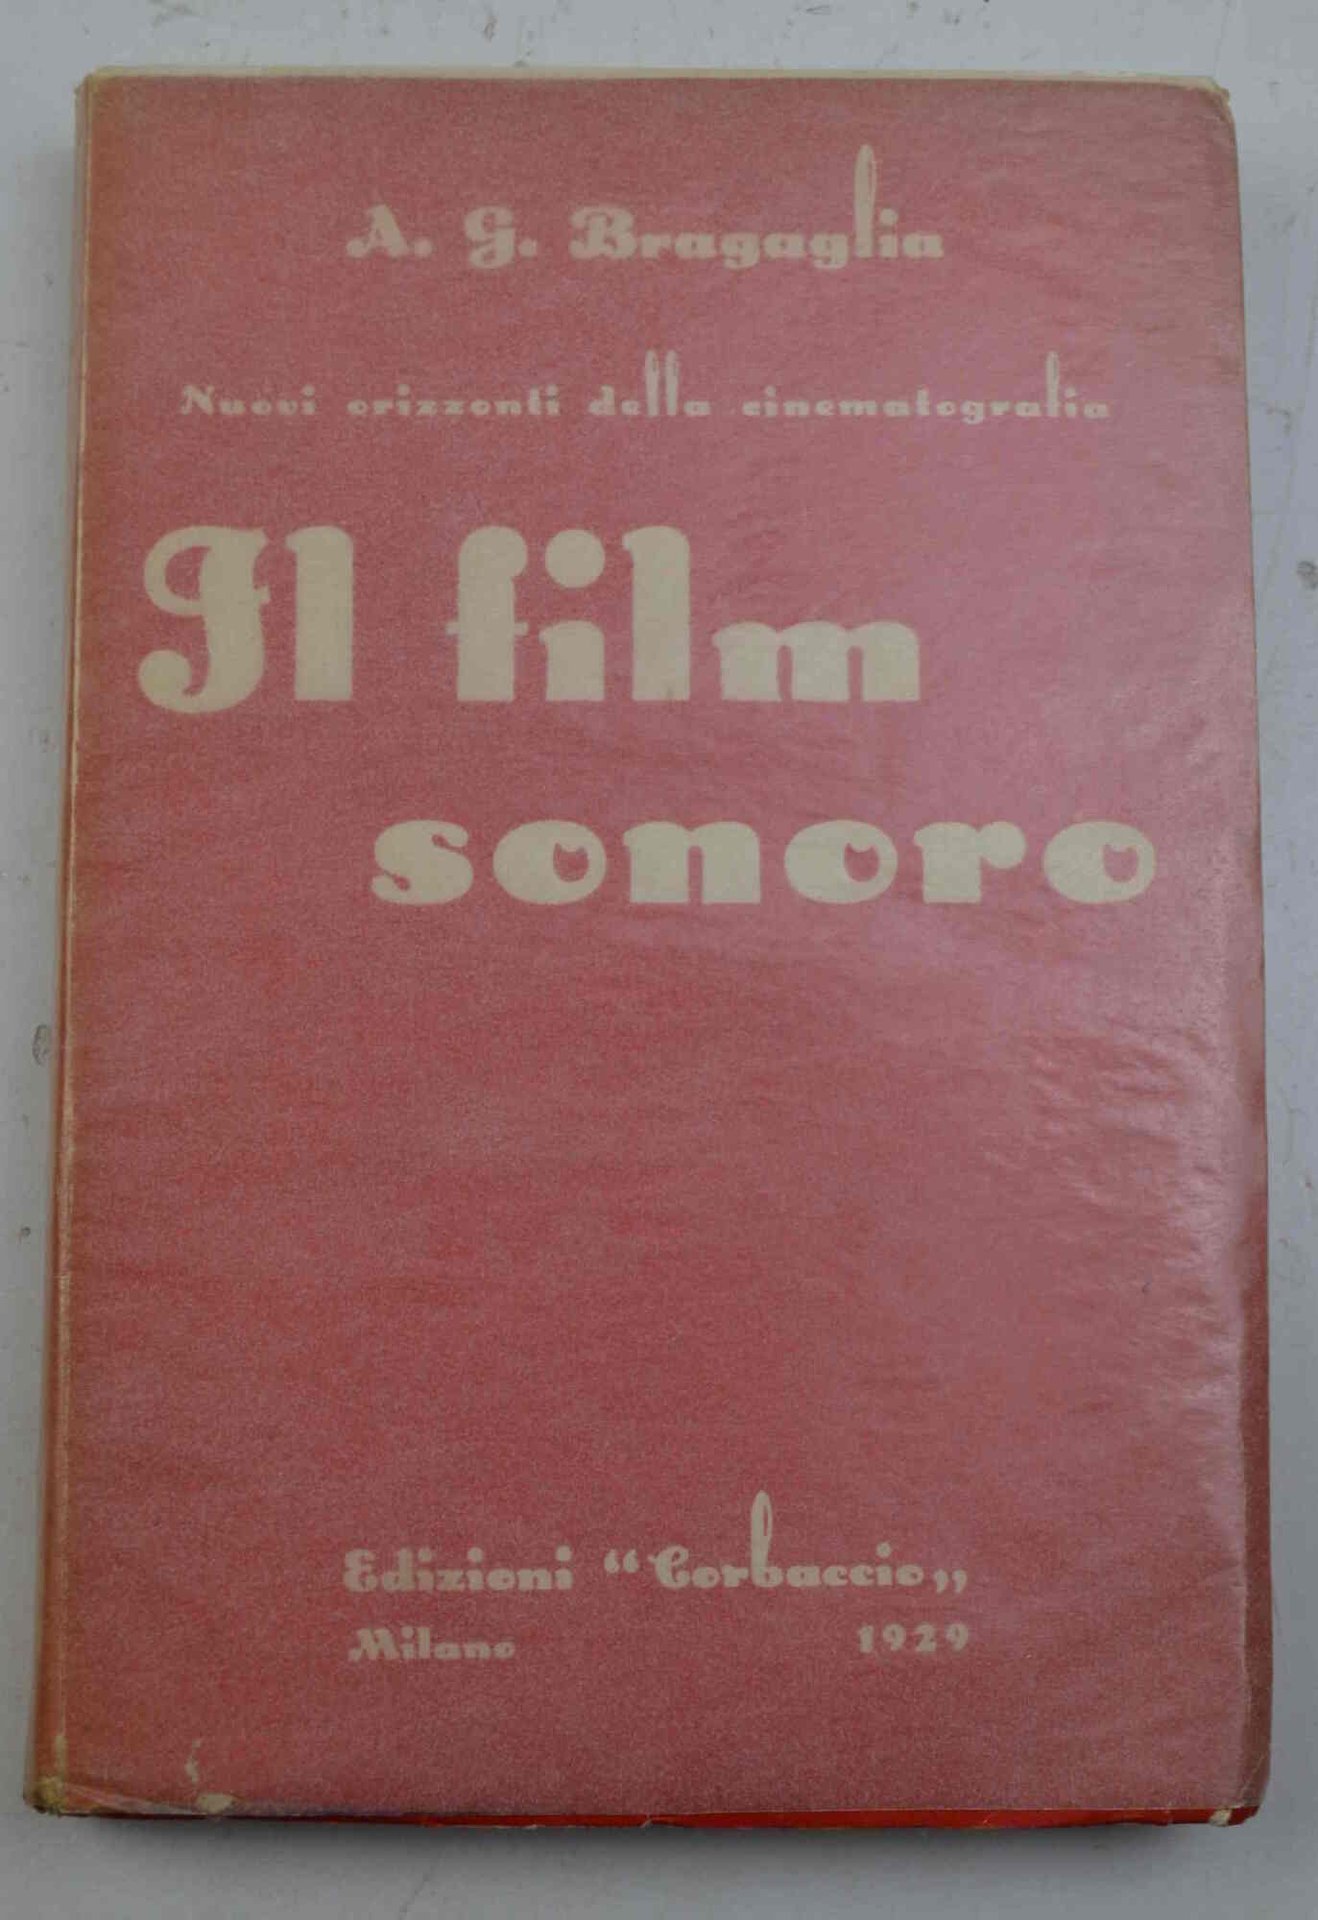 A. G. Bragaglia
Nuovi orizzonti della cinematografia
Il film
sonoro
Edizioni “Corbaccio„
Milano 1929